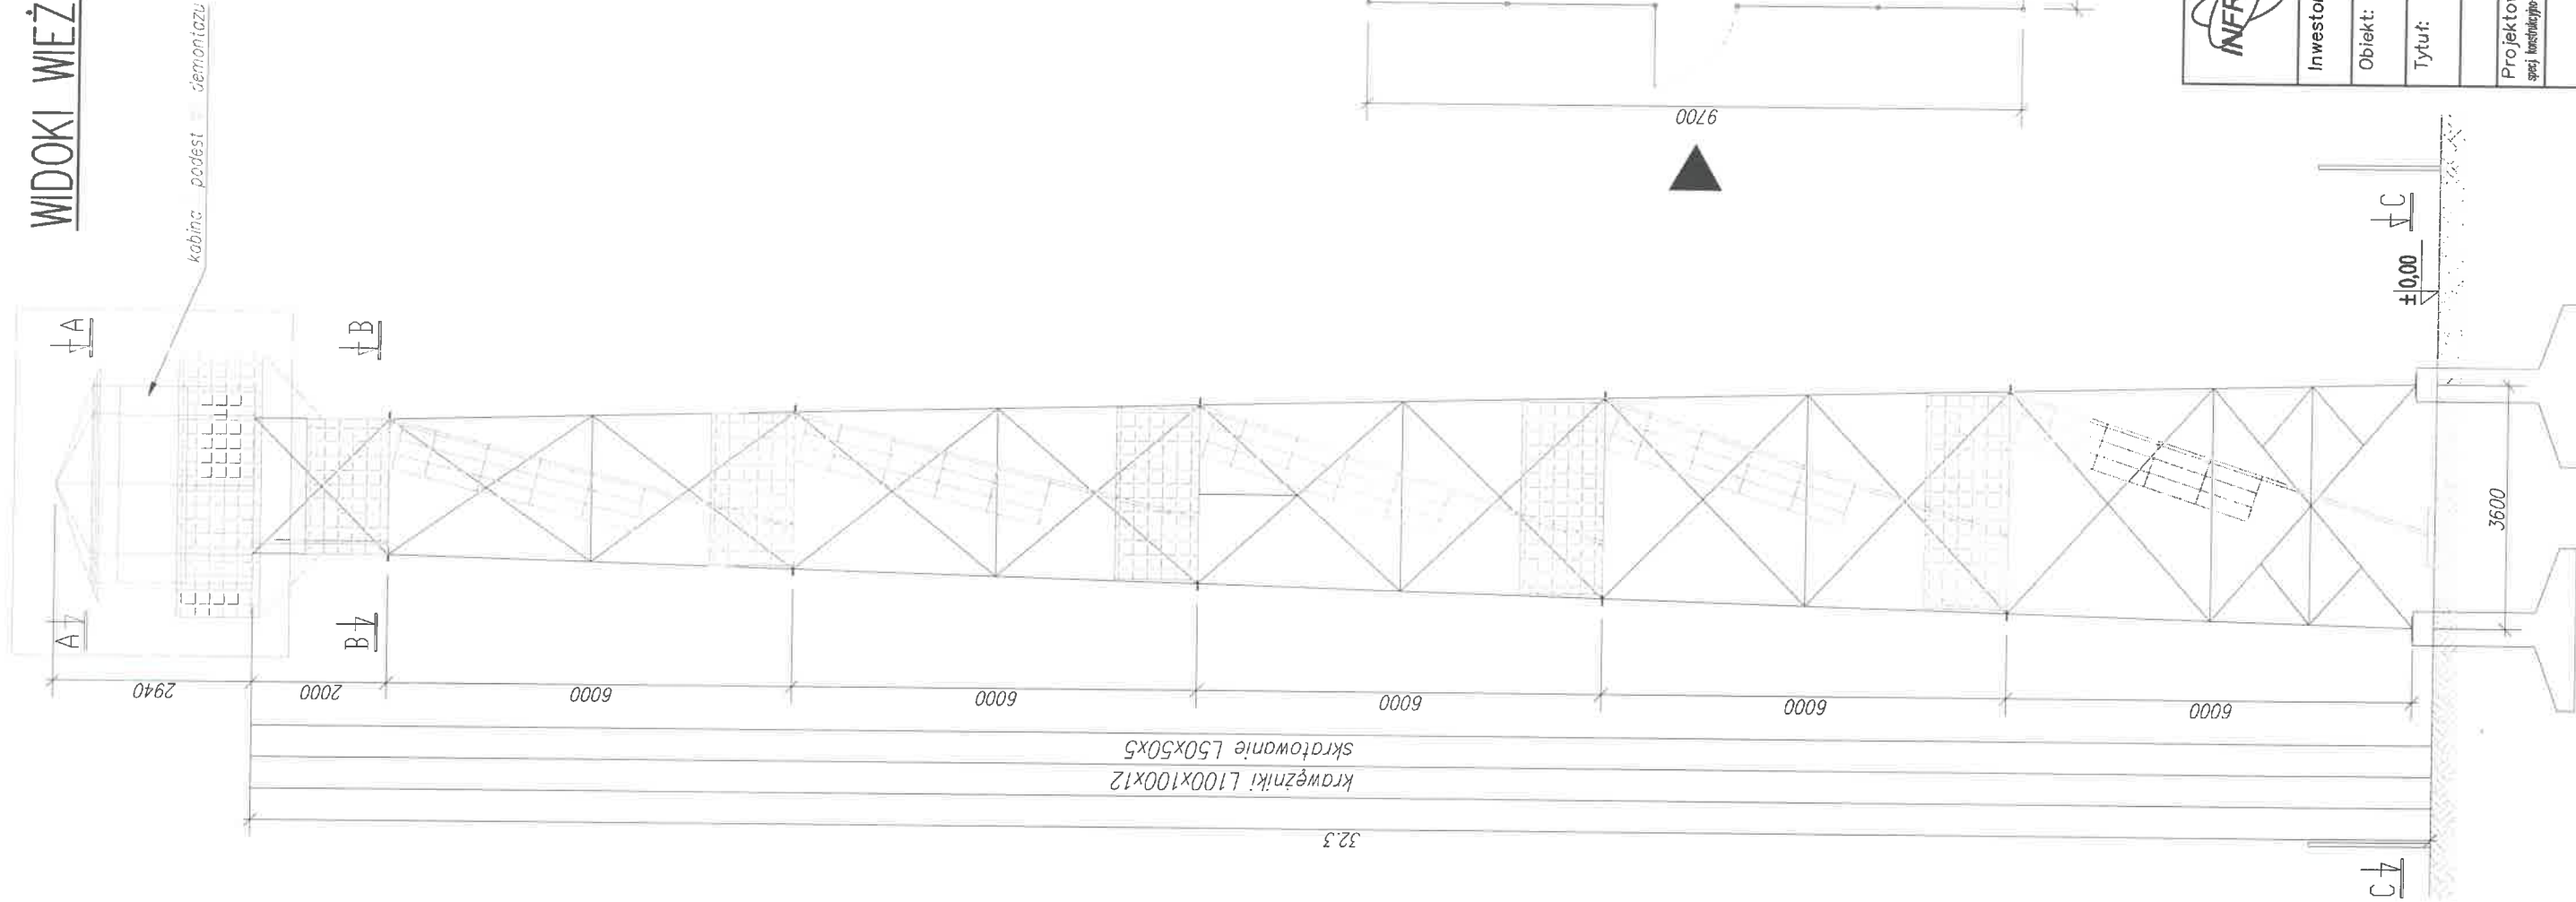 WIDOKI WIEŻ
kabina podest demontażu
A
A
B
B
2940
2000
6000
6000
6000
6000
6000
skratowanie L50x50x5
krawężniki L100x100x12
32.3
C
C
±0,00
3600
9700
INFR
Inwesto
Obiekt:
Tytuł:
Projekto